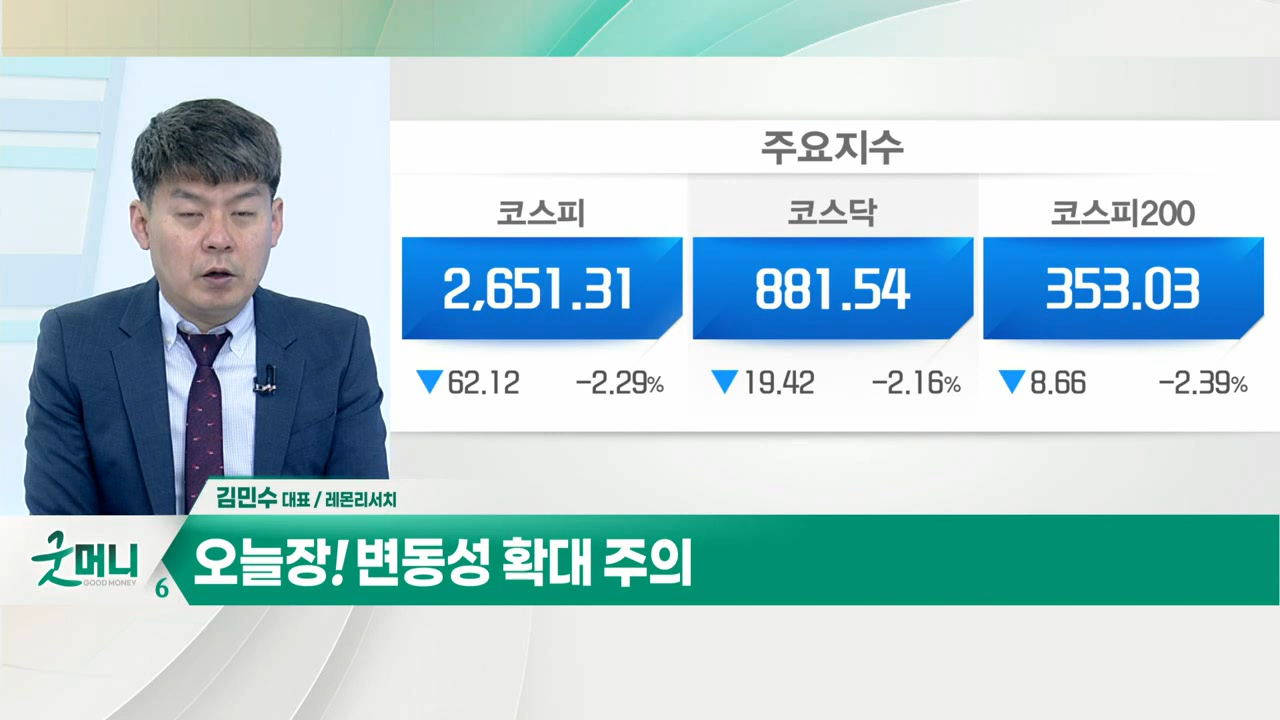 주요지수
코스피
코스닥
코스피200
2,651.31
881.54
353.03
▼62.12 -2.29%
▼19.42 -2.16%
▼8.66 -2.39%
김민수 대표 / 레몬리서치
굿머니
GOOD MONEY
6
오늘장! 변동성 확대 주의